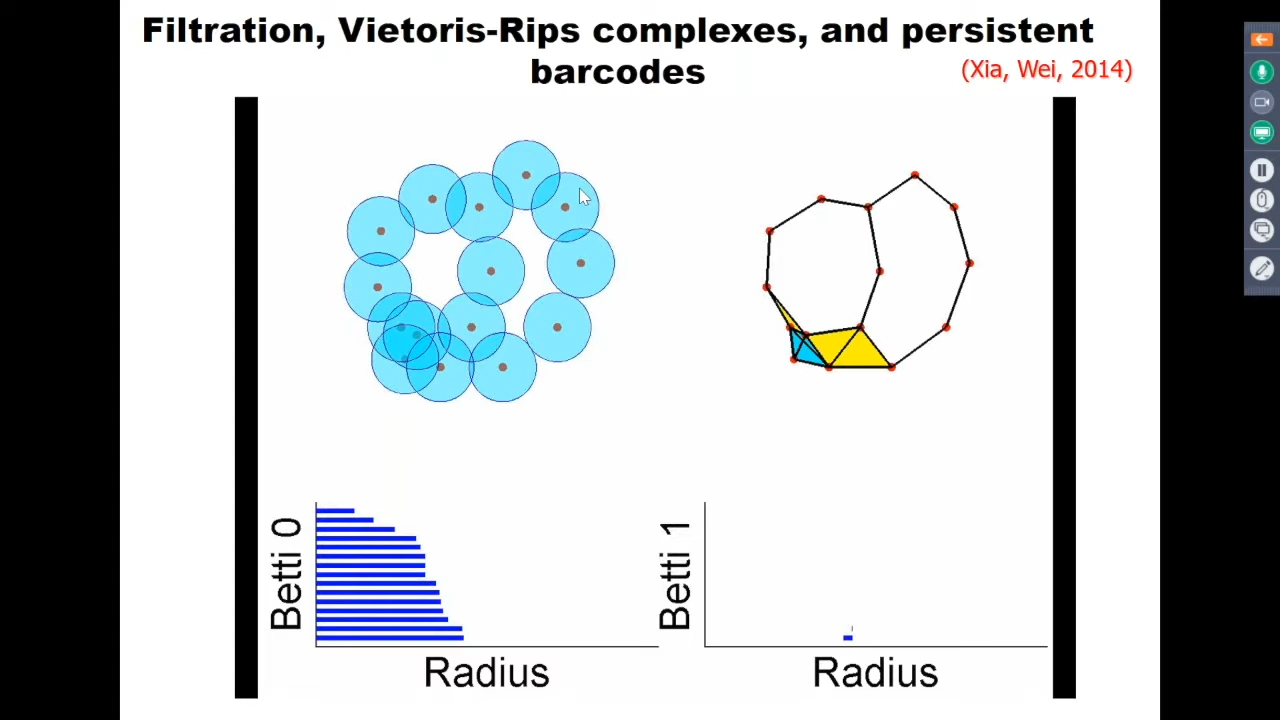 Filtration, Vietoris-Rips complexes, and persistent
barcodes
(Xia, Wei, 2014)
Betti 0
Radius
Betti 1
Radius